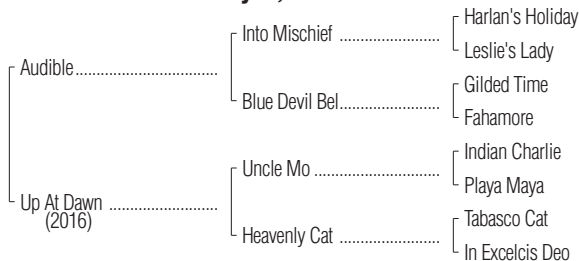 Harlan's Holiday
Into Mischief ....................
Leslie's Lady
Audible............................
Gilded Time
Blue Devil Bel....................
Fahamore
Indian Charlie
Uncle Mo .........................
Playa Maya
Up At Dawn .....................
(2016)
Tabasco Cat
Heavenly Cat ....................
In Excelcis Deo